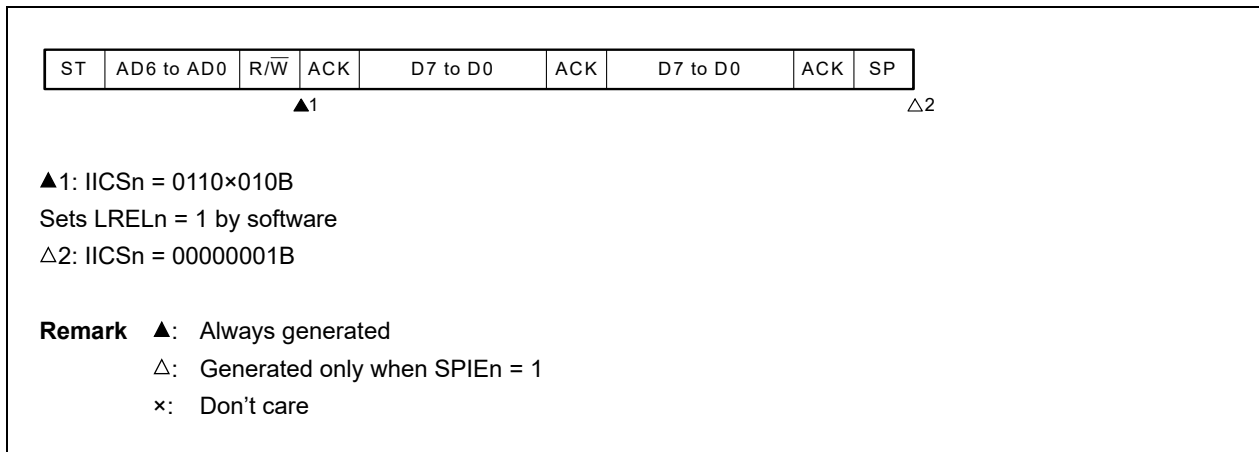 ST AD6 to AD0 R/W̅ ACK D7 to D0 ACK D7 to D0 ACK SP
▲1 △2
▲1: IICSn = 0110×010B
Sets LRELn = 1 by software
△2: IICSn = 00000001B
Remark ▲: Always generated
△: Generated only when SPIEn = 1
×: Don’t care